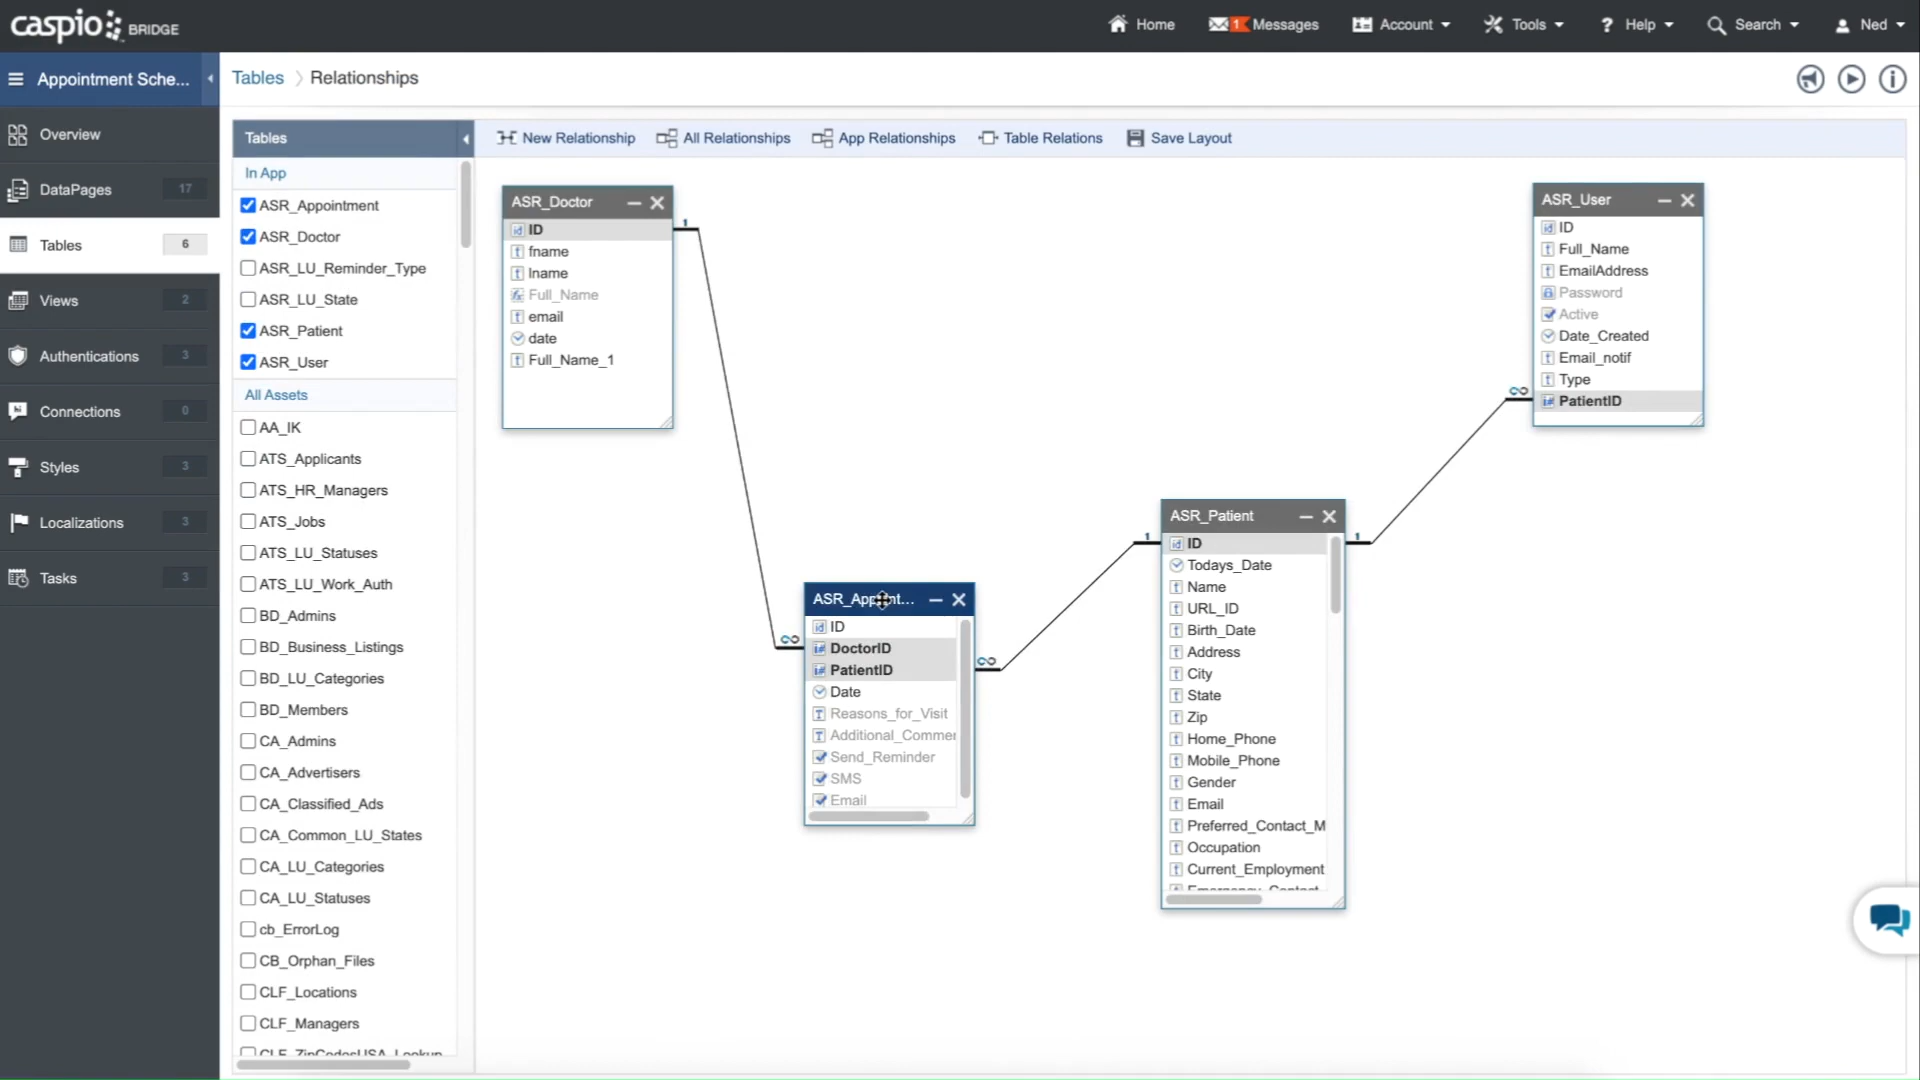 caspio BRIDGE
Home
1 Messages
Account
Tools
? Help
Search
Ned
Appointment Sche...
Tables > Relationships
Overview
DataPages 17
Tables 6
Views 2
Authentications 3
Connections 0
Styles 3
Localizations 3
Tasks 3
Tables
In App
ASR_Appointment
ASR_Doctor
ASR_LU_Reminder_Type
ASR_LU_State
ASR_Patient
ASR_User
All Assets
AA_IK
ATS_Applicants
ATS_HR_Managers
ATS_Jobs
ATS_LU_Statuses
ATS_LU_Work_Auth
BD_Admins
BD_Business_Listings
BD_LU_Categories
BD_Members
CA_Admins
CA_Advertisers
CA_Classified_Ads
CA_Common_LU_States
CA_LU_Categories
CA_LU_Statuses
cb_ErrorLog
CB_Orphan_Files
CLF_Locations
CLF_Managers
CLF_ZipCodesUSA_Lookup
New Relationship
All Relationships
App Relationships
Table Relations
Save Layout
ASR_Doctor
ID
fname
lname
Full_Name
email
date
Full_Name_1
1
∞
ASR_Appoint...
ID
DoctorID
PatientID
Date
Reasons_for_Visit
Additional_Commer
Send_Reminder
SMS
Email
∞
1
ASR_Patient
ID
Todays_Date
Name
URL_ID
Birth_Date
Address
City
State
Zip
Home_Phone
Mobile_Phone
Gender
Email
Preferred_Contact_M
Occupation
Current_Employment
Emergency_Contact
1
∞
ASR_User
ID
Full_Name
EmailAddress
Password
Active
Date_Created
Email_notif
Type
PatientID